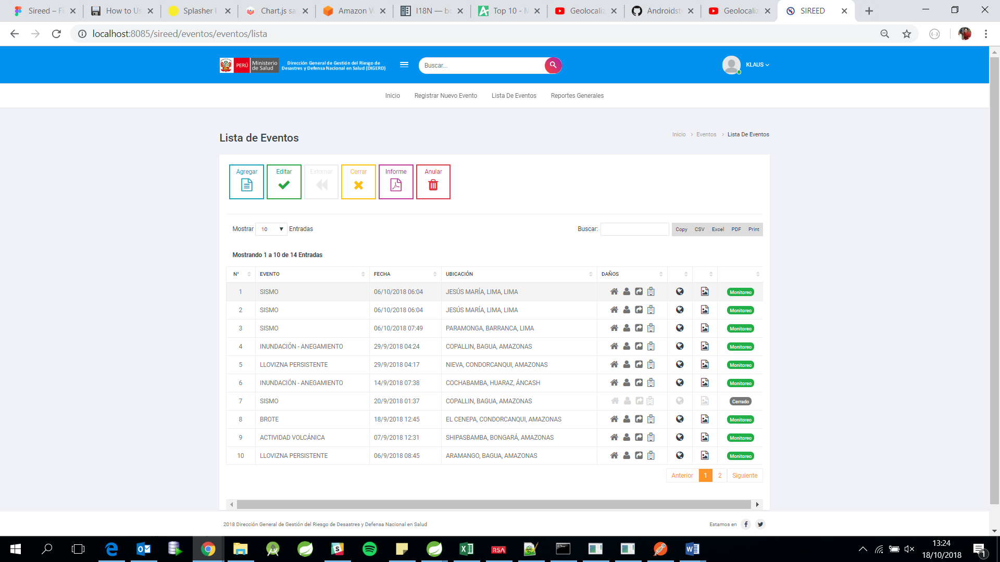 Sireed – Fi
How to Us
Splasher
Chart.js sa
Amazon W
I18N — bo
Top 10 - M
Geolocaliz
Androidstu
Geolocaliz
SIREED
localhost:8085/sireed/eventos/eventos/lista
PERÚ
Ministerio de Salud
Dirección General de Gestión del Riesgo de
Desastres y Defensa Nacional en Salud (DIGERD)
Buscar...
KLAUS
Inicio Registrar Nuevo Evento Lista De Eventos Reportes Generales
Lista de Eventos
Inicio > Eventos > Lista De Eventos
Agregar Editar Extornar Cerrar Informe Anular
Mostrar 10 Entradas
Buscar: Copy CSV Excel PDF Print
Mostrando 1 a 10 de 14 Entradas
N° EVENTO FECHA UBICACIÓN DAÑOS
1 SISMO 06/10/2018 06:04 JESÚS MARÍA, LIMA, LIMA Monitoreo
2 SISMO 06/10/2018 06:04 JESÚS MARÍA, LIMA, LIMA Monitoreo
3 SISMO 06/10/2018 07:49 PARAMONGA, BARRANCA, LIMA Monitoreo
4 INUNDACIÓN - ANEGAMIENTO 29/9/2018 04:24 COPALLIN, BAGUA, AMAZONAS Monitoreo
5 LLOVIZNA PERSISTENTE 29/9/2018 04:17 NIEVA, CONDORCANQUI, AMAZONAS Monitoreo
6 INUNDACIÓN - ANEGAMIENTO 14/9/2018 07:38 COCHABAMBA, HUARAZ, ÁNCASH Monitoreo
7 SISMO 20/9/2018 01:37 COPALLIN, BAGUA, AMAZONAS Cerrado
8 BROTE 18/9/2018 12:45 EL CENEPA, CONDORCANQUI, AMAZONAS Monitoreo
9 ACTIVIDAD VOLCÁNICA 07/9/2018 12:31 SHIPASBAMBA, BONGARÁ, AMAZONAS Monitoreo
10 LLOVIZNA PERSISTENTE 06/9/2018 08:45 ARAMANGO, BAGUA, AMAZONAS Monitoreo
Anterior 1 2 Siguiente
2018 Dirección General de Gestión del Riesgo de Desastres y Defensa Nacional en Salud
Estamos en
RSA
13:24
18/10/2018
1